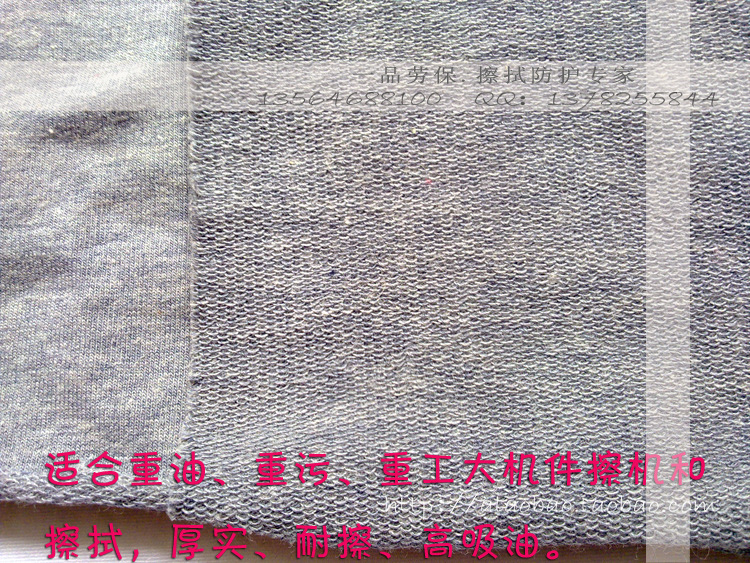 一品劳保.擦拭防护专家
13564688100 QQ：1378255844
适合重油、重污、重工大机件擦机和
http://qiaobao.taobao.com
擦拭，厚实、耐擦、高吸油。